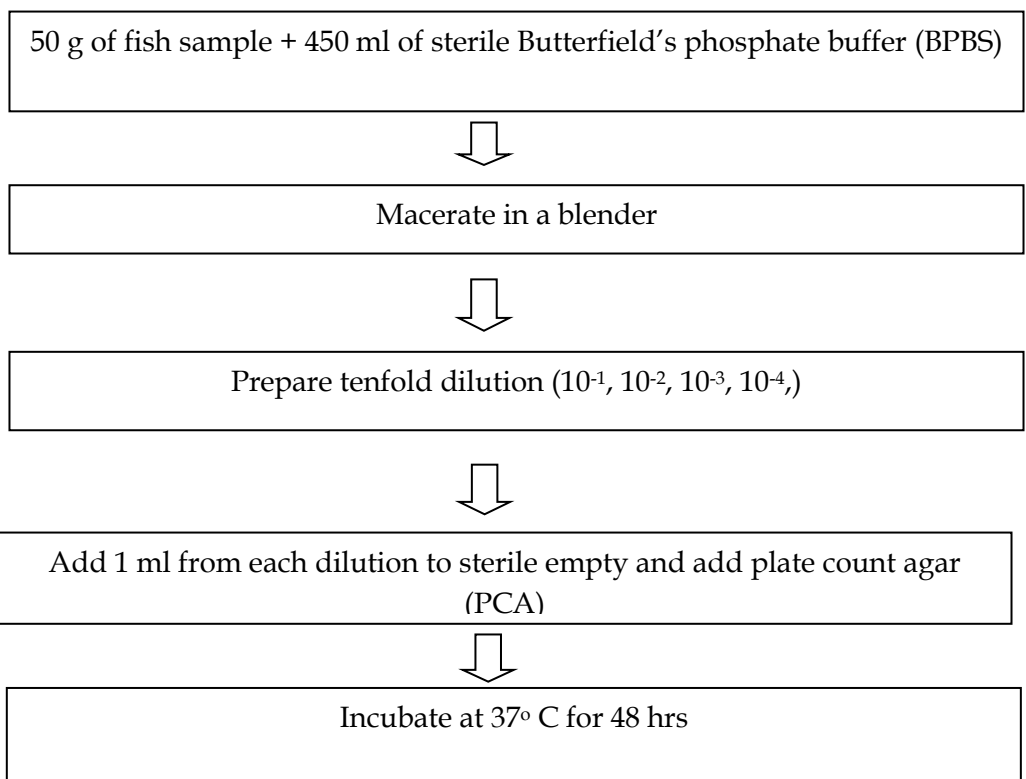 50 g of fish sample + 450 ml of sterile Butterfield’s phosphate buffer (BPBS)
Macerate in a blender
Prepare tenfold dilution (10⁻¹, 10⁻², 10⁻³, 10⁻⁴,)
Add 1 ml from each dilution to sterile empty and add plate count agar
(PCA)
Incubate at 37º C for 48 hrs